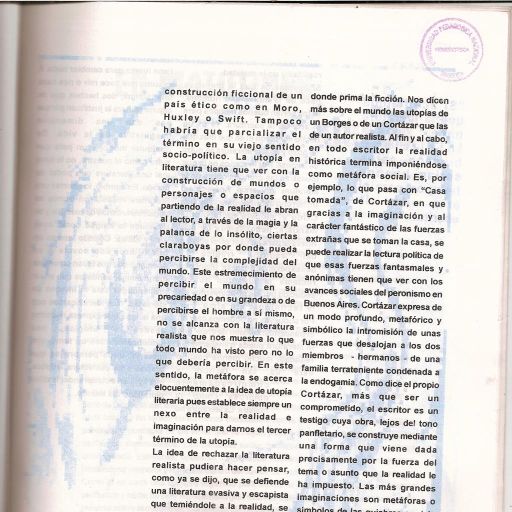 UNIVERSIDAD PEDAGOGICA NACIONAL
HEMEROTECA
construcción ficcional de un
país ético como en Moro,
Huxley o Swift. Tampoco
habría que parcializar el
término en su viejo sentido
socio-político. La utopía en
literatura tiene que ver con la
construcción de mundos o
personajes o espacios que
partiendo de la realidad le abran
al lector, a través de la magia y la
palanca de lo insólito, ciertas
claraboyas por donde pueda
percibirse la complejidad del
mundo. Este estremecimiento de
percibir el mundo en su
precariedad o en su grandeza o de
percibirse el hombre a sí mismo,
no se alcanza con la literatura
realista que nos muestra lo que
todo mundo ha visto pero no lo
que debería percibir. En este
sentido, la metáfora se acerca
elocuentemente a la idea de utopía
literaria pues establece siempre un
nexo entre la realidad e
imaginación para darnos el tercer
término de la utopía.
La idea de rechazar la literatura
realista pudiera hacer pensar,
como ya se dijo, que se defiende
una literatura evasiva y escapista
que temiéndole a la realidad, se
donde prima la ficción. Nos dicen
más sobre el mundo las utopías de
un Borges o de un Cortázar que las
de un autor realista. Al fin y al cabo,
en todo escritor la realidad
histórica termina imponiéndose
como metáfora social. Es, por
ejemplo, lo que pasa con “Casa
tomada”, de Cortázar, en que
gracias a la imaginación y al
carácter fantástico de las fuerzas
extrañas que se toman la casa, se
puede realizar la lectura política de
que esas fuerzas fantasmales y
anónimas tienen que ver con los
avances sociales del peronismo en
Buenos Aires. Cortázar expresa de
un modo profundo, metafórico y
simbólico la intromisión de unas
fuerzas que desalojan a los dos
miembros - hermanos - de una
familia terrateniente condenada a
la endogamia. Como dice el propio
Cortázar, más que ser un
comprometido, el escritor es un
testigo cuya obra, lejos del tono
panfletario, se construye mediante
una forma que viene dada
precisamente por la fuerza del
tema o asunto que la realidad le
ha impuesto. Las más grandes
imaginaciones son metáforas o
símbolos de las